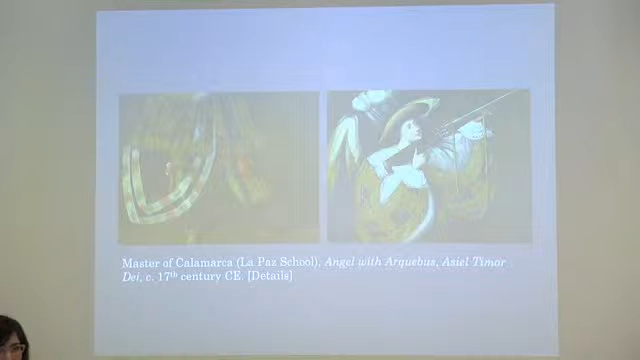 Master of Calamarca (La Paz School), Angel with Arquebus, Asiel Timor
Dei, c. 17th century CE. [Details]